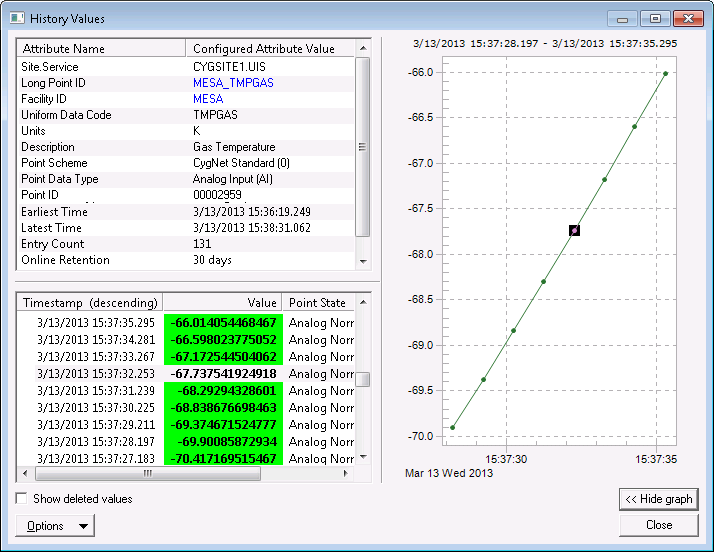 History Values
Attribute Name Configured Attribute Value
Site.Service CYGSITE1.UIS
Long Point ID MESA_TMPGAS
Facility ID MESA
Uniform Data Code TMPGAS
Units K
Description Gas Temperature
Point Scheme CygNet Standard (0)
Point Data Type Analog Input (AI)
Point ID 00002959
Earliest Time 3/13/2013 15:36:19.249
Latest Time 3/13/2013 15:38:31.062
Entry Count 131
Online Retention 30 days
Timestamp (descending) Value Point State
3/13/2013 15:37:35.295 -66.014054468467 Analog Norr
3/13/2013 15:37:34.281 -66.598023775052 Analog Norr
3/13/2013 15:37:33.267 -67.172544504062 Analog Norr
3/13/2013 15:37:32.253 -67.737541924918 Analog Norr
3/13/2013 15:37:31.239 -68.29294328601 Analog Norr
3/13/2013 15:37:30.225 -68.838676698463 Analog Norr
3/13/2013 15:37:29.211 -69.374671524777 Analog Norr
3/13/2013 15:37:28.197 -69.90085872934 Analog Norr
3/13/2013 15:37:27.183 -70.417169515467 Analog Norr
Show deleted values
Options
3/13/2013 15:37:28.197 - 3/13/2013 15:37:35.295
-66.0
-66.5
-67.0
-67.5
-68.0
-68.5
-69.0
-69.5
-70.0
15:37:30 15:37:35
Mar 13 Wed 2013
<< Hide graph
Close